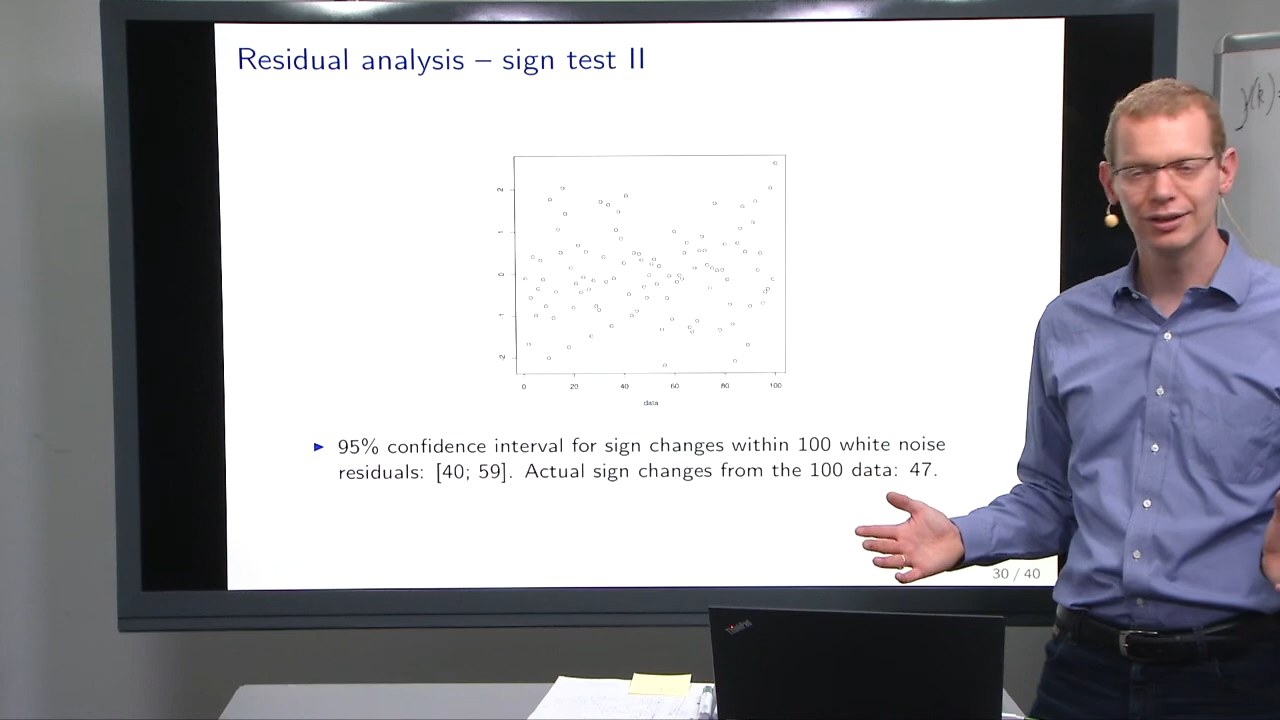 Residual analysis – sign test II
2
1
0
-1
-2
0 20 40 60 80 100
data
▶ 95% confidence interval for sign changes within 100 white noise
residuals: [40; 59]. Actual sign changes from the 100 data: 47.
30 / 40
ThinkPad